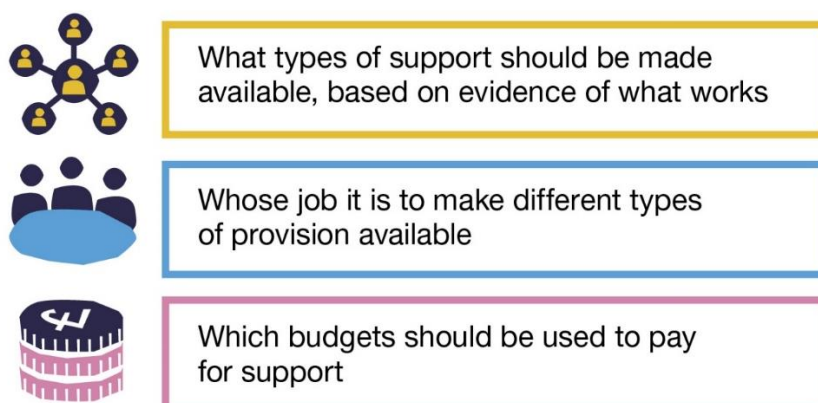 What types of support should be made
available, based on evidence of what works
Whose job it is to make different types
of provision available
£
Which budgets should be used to pay
for support